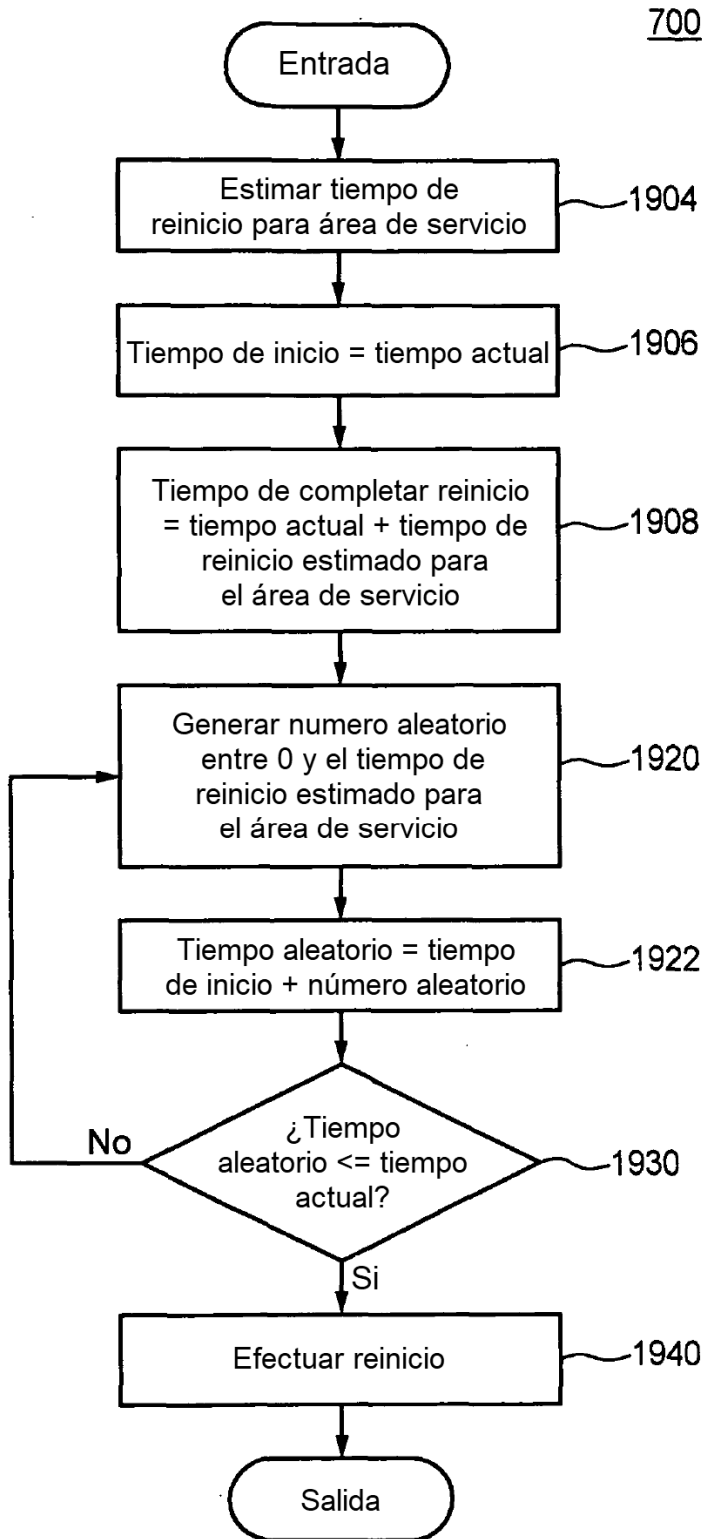 700
Entrada
Estimar tiempo de
reinicio para área de servicio
1904
Tiempo de inicio = tiempo actual
1906
Tiempo de completar reinicio
= tiempo actual + tiempo de
reinicio estimado para
el área de servicio
1908
Generar numero aleatorio
entre 0 y el tiempo de
reinicio estimado para
el área de servicio
1920
Tiempo aleatorio = tiempo
de inicio + número aleatorio
1922
¿Tiempo
aleatorio <= tiempo
actual?
1930
No
Si
Efectuar reinicio
1940
Salida